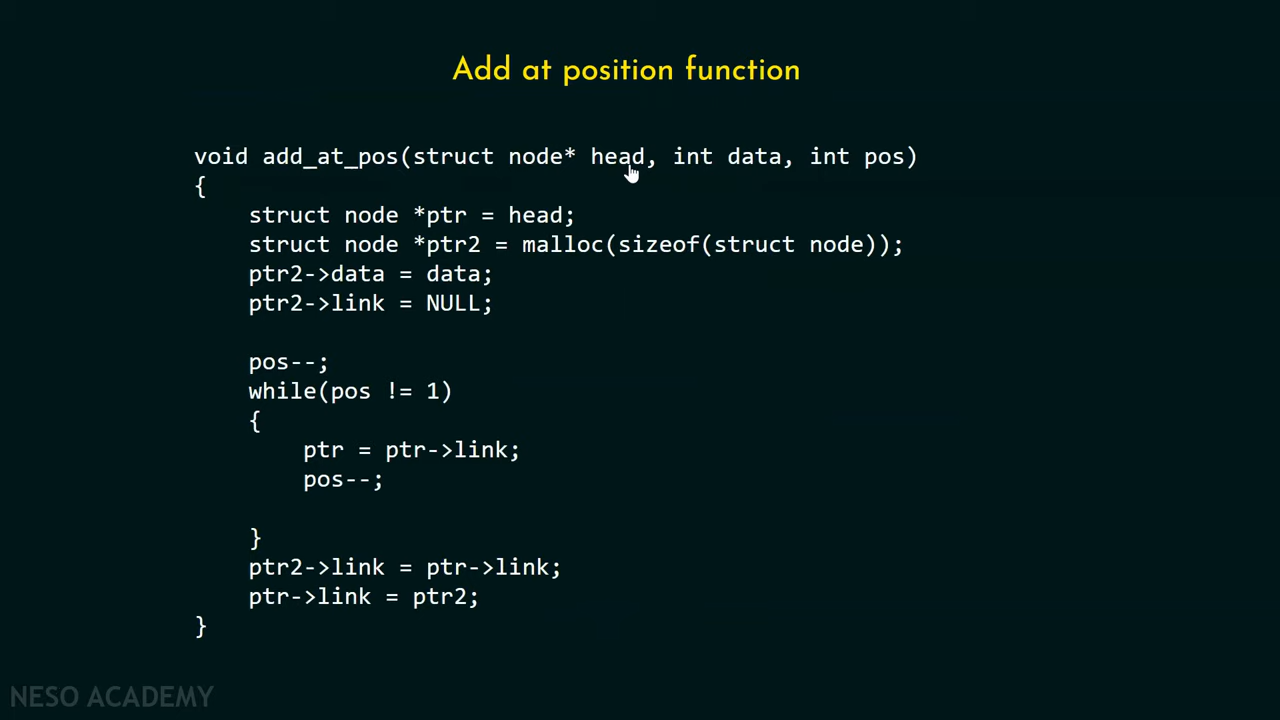 Add at position function
void add_at_pos(struct node* head, int data, int pos)
{
    struct node *ptr = head;
    struct node *ptr2 = malloc(sizeof(struct node));
    ptr2->data = data;
    ptr2->link = NULL;
    pos--;
    while(pos != 1)
    {
        ptr = ptr->link;
        pos--;
    }
    ptr2->link = ptr->link;
    ptr->link = ptr2;
}
NESO ACADEMY